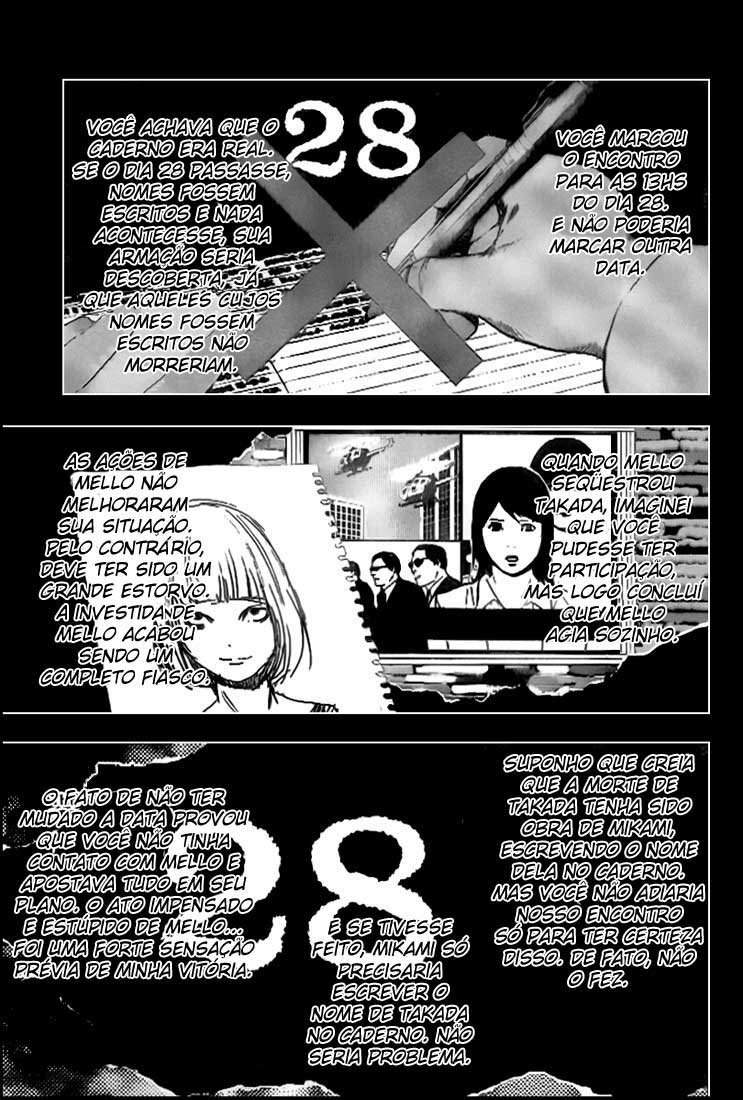 28
VOCÊ MARCOU
O ENCONTRO
PARA AS 13HS
DO DIA 28.
E NÃO PODERIA
MARCAR OUTRA
DATA.
VOCÊ ACHAVA QUE O
CADERNO ERA REAL.
SE O DIA 28 PASSASSE,
NOMES FOSSEM
ESCRITOS E NADA
ACONTECESSE, SUA
ARMAÇÃO SERIA
DESCOBERTA, JÁ
QUE AQUELES CUJOS
NOMES FOSSEM
ESCRITOS NÃO
MORRERIAM.
QUANDO MELLO
SEQÜESTROU
TAKADA, IMAGINEI
QUE VOCÊ
PUDESSE TER
PARTICIPAÇÃO,
MAS LOGO CONCLUÍ
QUE MELLO
AGIA SOZINHO.
AS AÇÕES DE
MELLO NÃO
MELHORARAM
SUA SITUAÇÃO.
PELO CONTRÁRIO,
DEVE TER SIDO UM
GRANDE ESTORVO.
A INVESTIDA DE
MELLO ACABOU
SENDO UM
COMPLETO FIASCO.
SUPONHO QUE CREIA
QUE A MORTE DE
TAKADA TENHA SIDO
OBRA DE MIKAMI,
ESCREVENDO O NOME
DELA NO CADERNO.
MAS VOCÊ NÃO ADIARIA
NOSSO ENCONTRO
SÓ PARA TER CERTEZA
DISSO. DE FATO, NÃO
O FEZ.
28
E SE TIVESSE
FEITO, MIKAMI SÓ
PRECISARIA
ESCREVER O
NOME DE TAKADA
NO CADERNO. NÃO
SERIA PROBLEMA.
O FATO DE NÃO TER
MUDADO A DATA PROVOU
QUE VOCÊ NÃO TINHA
CONTATO COM MELLO E
APOSTAVA TUDO EM SEU
PLANO. O ATO IMPENSADO
E ESTÚPIDO DE MELLO...
FOI UMA FORTE SENSAÇÃO
PRÉVIA DE MINHA VITÓRIA.